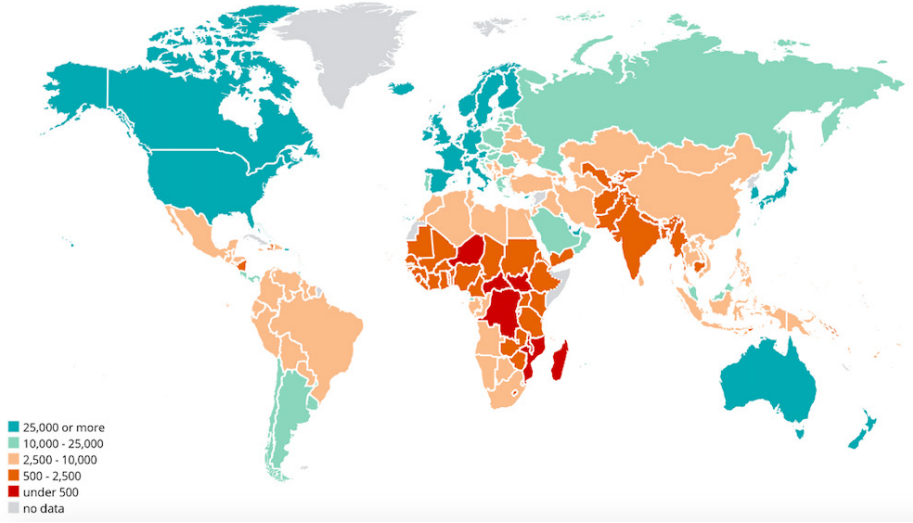 25,000 or more
10,000 - 25,000
2,500 - 10,000
500 - 2,500
under 500
no data